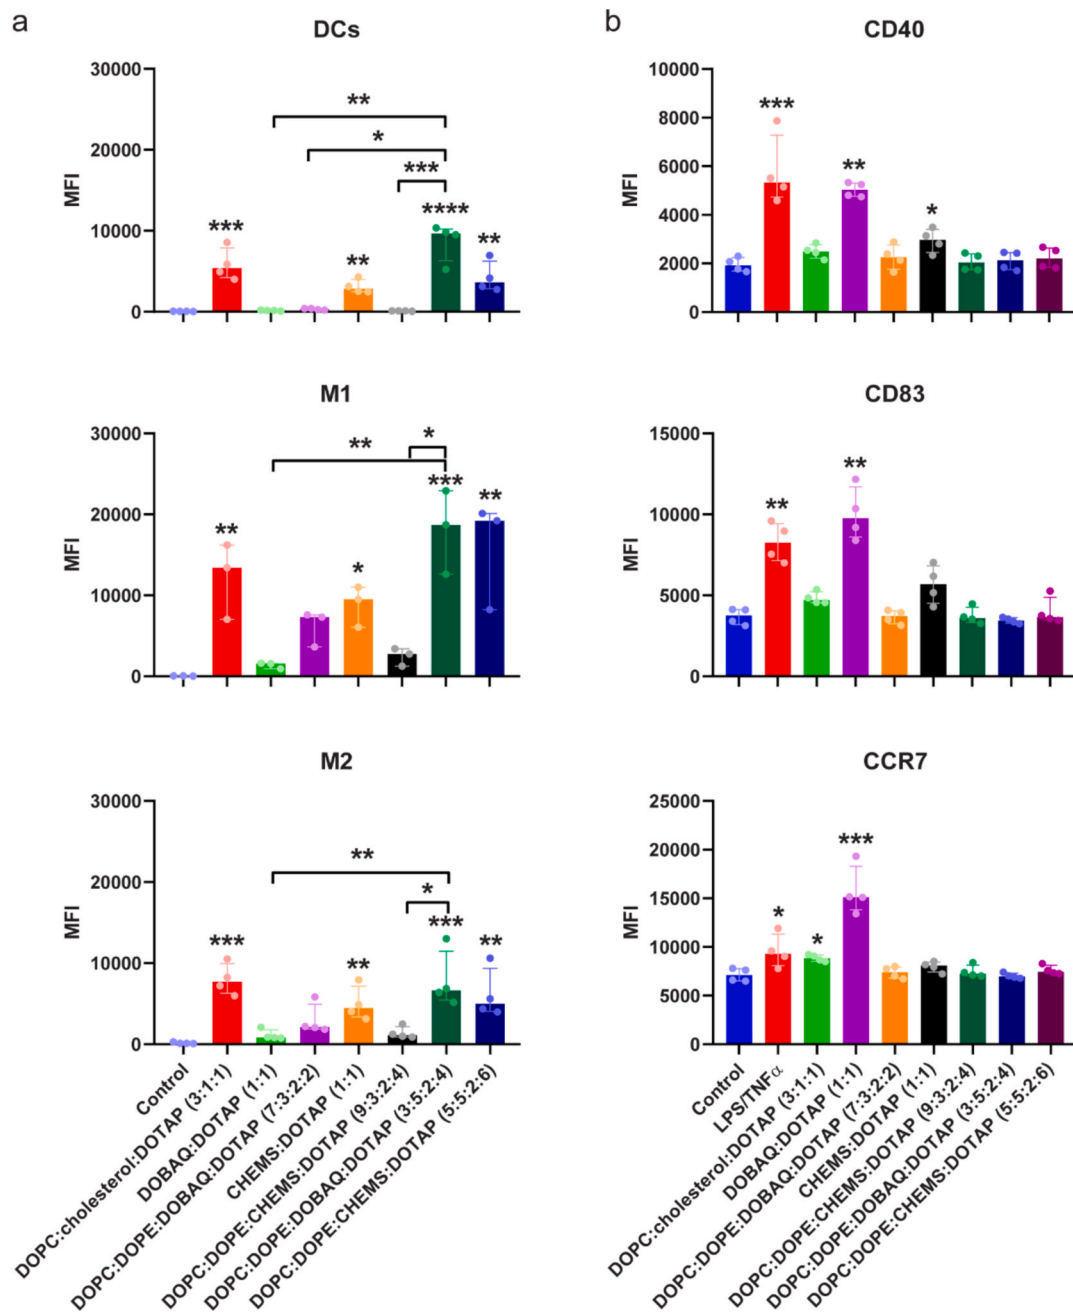 a
DCs
30000
20000
10000
0
MFI
**
*
***
***
**
****
**
M1
30000
20000
10000
0
MFI
**
*
**
*
***
**
M2
30000
20000
10000
0
MFI
**
*
***
**
***
**
Control
DOPC:cholesterol:DOTAP (3:1:1)
DOBAQ:DOTAP (1:1)
DOPC:DOPE:DOBAQ:DOTAP (7:3:2:2)
CHEMS:DOTAP (1:1)
DOPC:DOPE:CHEMS:DOTAP (9:3:2:4)
DOPC:DOPE:DOBAQ:DOTAP (3:5:2:4)
DOPC:DOPE:CHEMS:DOTAP (5:5:2:6)
b
CD40
10000
8000
6000
4000
2000
0
MFI
***
**
*
CD83
15000
10000
5000
0
MFI
**
**
CCR7
25000
20000
15000
10000
5000
0
MFI
*
*
***
Control
LPS/TNFα
DOPC:cholesterol:DOTAP (3:1:1)
DOBAQ:DOTAP (1:1)
DOPC:DOPE:DOBAQ:DOTAP (7:3:2:2)
CHEMS:DOTAP (1:1)
DOPC:DOPE:CHEMS:DOTAP (9:3:2:4)
DOPC:DOPE:DOBAQ:DOTAP (3:5:2:4)
DOPC:DOPE:CHEMS:DOTAP (5:5:2:6)